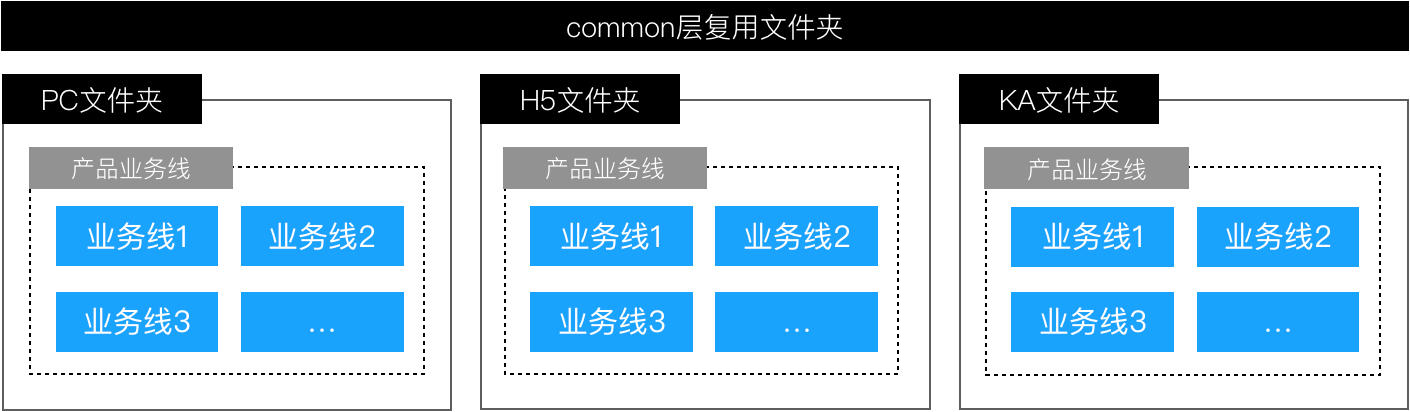 common层复用文件夹
PC文件夹
产品业务线
业务线1
业务线2
业务线3
...
H5文件夹
产品业务线
业务线1
业务线2
业务线3
...
KA文件夹
产品业务线
业务线1
业务线2
业务线3
...